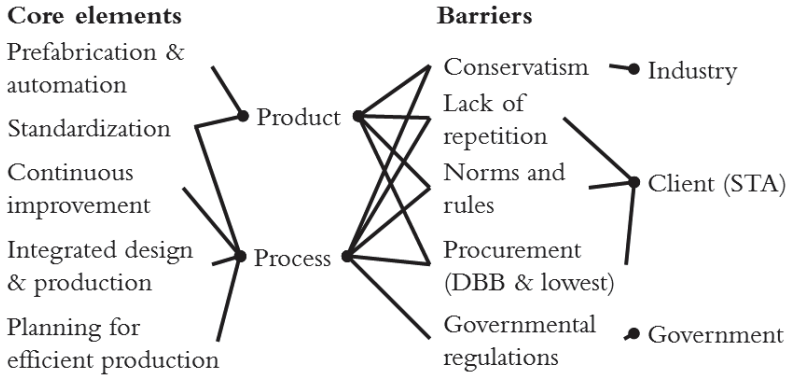 Core elements
Prefabrication &
automation
Standardization
Continuous
improvement
Integrated design
& production
Planning for
efficient production
Product
Process
Barriers
Conservatism
Lack of
repetition
Norms and
rules
Procurement
(DBB & lowest)
Governmental
regulations
Industry
Client (STA)
Government